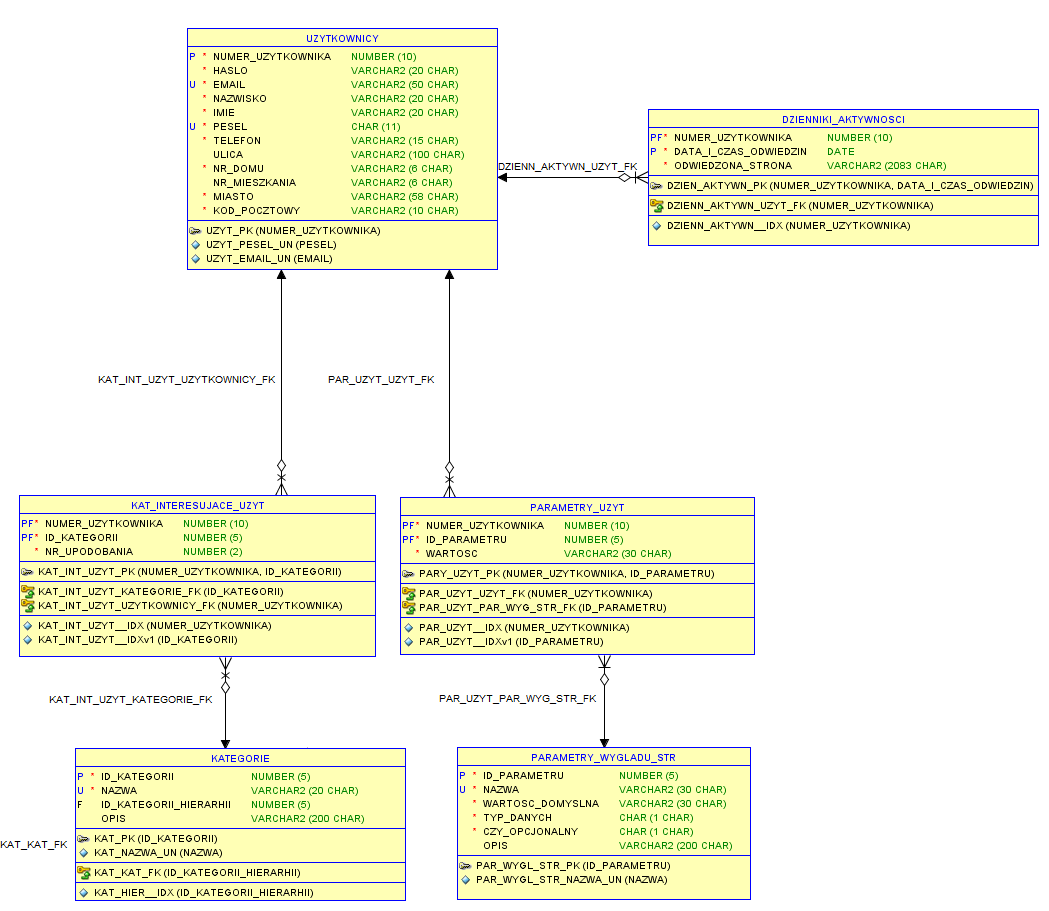 UZYTKOWNICY
P * NUMER_UZYTKOWNIKA NUMBER (10)
* HASLO VARCHAR2 (20 CHAR)
U * EMAIL VARCHAR2 (50 CHAR)
* NAZWISKO VARCHAR2 (20 CHAR)
* IMIE VARCHAR2 (20 CHAR)
U * PESEL CHAR (11)
* TELEFON VARCHAR2 (15 CHAR)
ULICA VARCHAR2 (100 CHAR)
* NR_DOMU VARCHAR2 (6 CHAR)
NR_MIESZKANIA VARCHAR2 (6 CHAR)
* MIASTO VARCHAR2 (58 CHAR)
* KOD_POCZTOWY VARCHAR2 (10 CHAR)
UZYT_PK (NUMER_UZYTKOWNIKA)
UZYT_PESEL_UN (PESEL)
UZYT_EMAIL_UN (EMAIL)
DZIENN_AKTYWN_UZYT_FK
DZIENNIKI_AKTYWNOSCI
PF* NUMER_UZYTKOWNIKA NUMBER (10)
P * DATA_I_CZAS_ODWIEDZIN DATE
* ODWIEDZONA_STRONA VARCHAR2 (2083 CHAR)
DZIEN_AKTYWN_PK (NUMER_UZYTKOWNIKA, DATA_I_CZAS_ODWIEDZIN)
DZIENN_AKTYWN_UZYT_FK (NUMER_UZYTKOWNIKA)
DZIENN_AKTYWN__IDX (NUMER_UZYTKOWNIKA)
KAT_INT_UZYT_UZYTKOWNICY_FK
PAR_UZYT_UZYT_FK
KAT_INTERESUJACE_UZYT
PF* NUMER_UZYTKOWNIKA NUMBER (10)
PF* ID_KATEGORII NUMBER (5)
* NR_UPODOBANIA NUMBER (2)
KAT_INT_UZYT_PK (NUMER_UZYTKOWNIKA, ID_KATEGORII)
KAT_INT_UZYT_KATEGORIE_FK (ID_KATEGORII)
KAT_INT_UZYT_UZYTKOWNICY_FK (NUMER_UZYTKOWNIKA)
KAT_INT_UZYT__IDX (NUMER_UZYTKOWNIKA)
KAT_INT_UZYT__IDXv1 (ID_KATEGORII)
PARAMETRY_UZYT
PF* NUMER_UZYTKOWNIKA NUMBER (10)
PF* ID_PARAMETRU NUMBER (5)
* WARTOSC VARCHAR2 (30 CHAR)
PARY_UZYT_PK (NUMER_UZYTKOWNIKA, ID_PARAMETRU)
PAR_UZYT_UZYT_FK (NUMER_UZYTKOWNIKA)
PAR_UZYT_PAR_WYG_STR_FK (ID_PARAMETRU)
PAR_UZYT__IDX (NUMER_UZYTKOWNIKA)
PAR_UZYT__IDXv1 (ID_PARAMETRU)
KAT_INT_UZYT_KATEGORIE_FK
PAR_UZYT_PAR_WYG_STR_FK
KATEGORIE
P * ID_KATEGORII NUMBER (5)
U * NAZWA VARCHAR2 (20 CHAR)
F ID_KATEGORII_HIERARHII NUMBER (5)
OPIS VARCHAR2 (200 CHAR)
KAT_PK (ID_KATEGORII)
KAT_NAZWA_UN (NAZWA)
KAT_KAT_FK (ID_KATEGORII_HIERARHII)
KAT_HIER__IDX (ID_KATEGORII_HIERARHII)
KAT_KAT_FK
PARAMETRY_WYGLADU_STR
P * ID_PARAMETRU NUMBER (5)
U * NAZWA VARCHAR2 (30 CHAR)
* WARTOSC_DOMYSLNA VARCHAR2 (30 CHAR)
* TYP_DANYCH CHAR (1 CHAR)
* CZY_OPCJONALNY CHAR (1 CHAR)
OPIS VARCHAR2 (200 CHAR)
PAR_WYGL_STR_PK (ID_PARAMETRU)
PAR_WYGL_STR_NAZWA_UN (NAZWA)